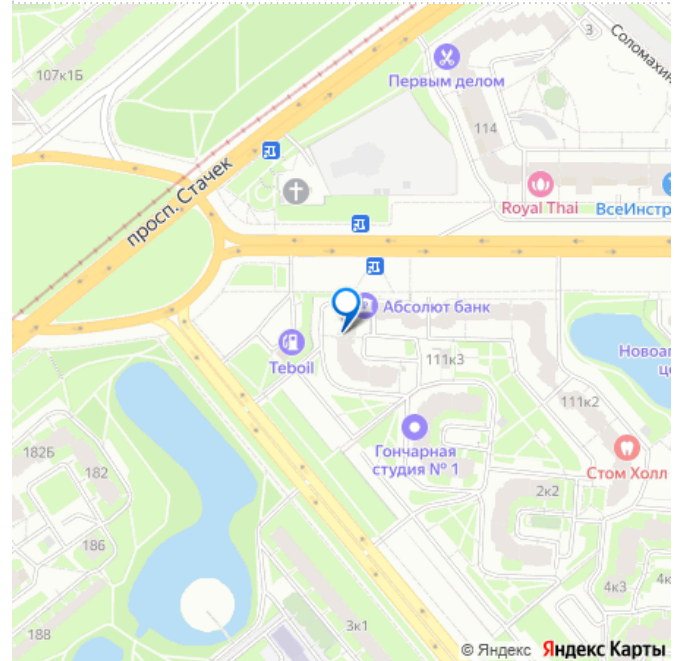 3
Соломахин
107к1Б
Первым делом
114
просп. Стачек
Royal Thai
ВсеИнстр
Абсолют банк
Teboil
111к3
Новоа
ц
111к2
Гончарная
студия № 1
Стом Холл
182Б
182
2к2
186
4к3
4к
188
3к1
© Яндекс Яндекс Карты